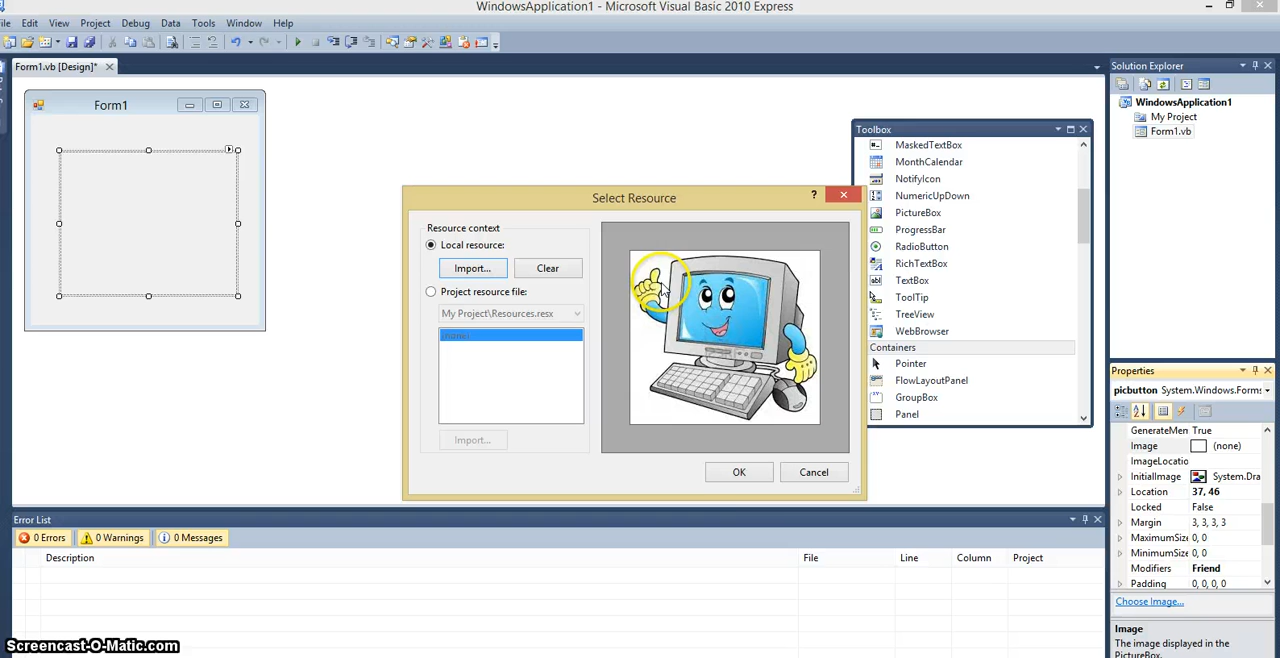 WindowsApplication1 - Microsoft Visual Basic 2010 Express
ile Edit View Project Debug Data Tools Window Help
Form1.vb [Design]*
Form1
Toolbox
MaskedTextBox
MonthCalendar
NotifyIcon
NumericUpDown
PictureBox
ProgressBar
RadioButton
RichTextBox
TextBox
ToolTip
TreeView
WebBrowser
Containers
Pointer
FlowLayoutPanel
GroupBox
Panel
Solution Explorer
WindowsApplication1
My Project
Form1.vb
Select Resource
Resource context
Local resource:
Import... Clear
Project resource file:
My Project\Resources.resx
Import...
OK Cancel
Properties
picbutton System.Windows.Forms
GenerateMem True
Image (none)
ImageLocatio
InitialImage System.Dra
Location 37, 46
Locked False
Margin 3, 3, 3, 3
MaximumSize 0, 0
MinimumSize 0, 0
Modifiers Friend
Padding 0, 0, 0, 0
Choose Image...
Image
The image displayed in the
PictureBox.
Error List
0 Errors 0 Warnings 0 Messages
Description File Line Column Project
Screencast-O-Matic.com